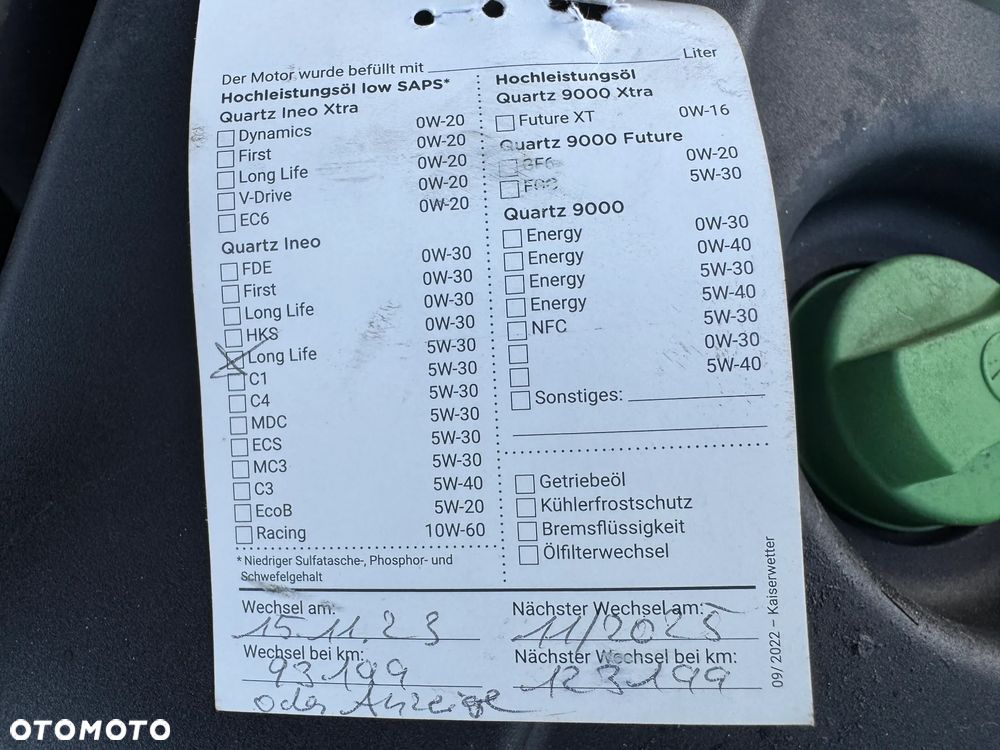 Der Motor wurde befüllt mit Liter
Hochleistungsöl low SAPS*
Quartz Ineo Xtra
Dynamics 0W-20
First 0W-20
Long Life 0W-20
V-Drive 0W-20
EC6 0W-20
Quartz Ineo
FDE 0W-30
First 0W-30
Long Life 0W-30
HKS 0W-30
Long Life 5W-30
C1 5W-30
C4 5W-30
MDC 5W-30
ECS 5W-30
MC3 5W-30
C3 5W-40
EcoB 5W-20
Racing 10W-60
* Niedriger Sulfatasche-, Phosphor- und
Schwefelgehalt
Hochleistungsöl
Quartz 9000 Xtra
Future XT 0W-16
Quartz 9000 Future
GF6 0W-20
5W-30
Quartz 9000
Energy 0W-30
Energy 0W-40
Energy 5W-30
Energy 5W-40
NFC 5W-30
0W-30
5W-40
Sonstiges:
Getriebeöl
Kühlerfrostschutz
Bremsflüssigkeit
Ölfilterwechsel
Wechsel am:
15.11.23
Nächster Wechsel am:
11/2025
Wechsel bei km:
93.199
Nächster Wechsel bei km:
123.199
oder Anzeige
09/2022 – Kaiserwetter
OTOMOTO